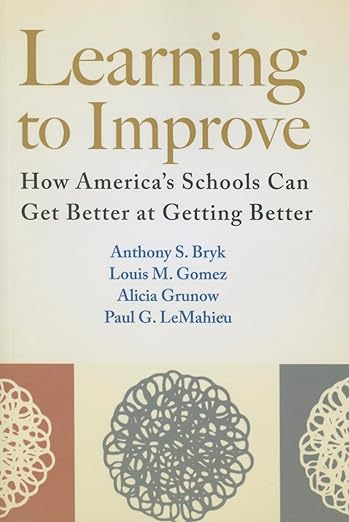 Learning
to Improve
How America's Schools Can
Get Better at Getting Better
Anthony S. Bryk
Louis M. Gomez
Alicia Grunow
Paul G. LeMahieu